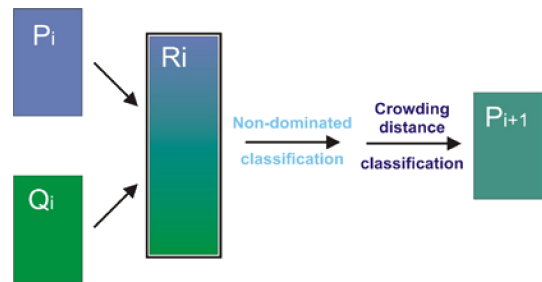 Pi
Qi
Ri
Non-dominated
classification
Crowding
distance
classification
Pi+1